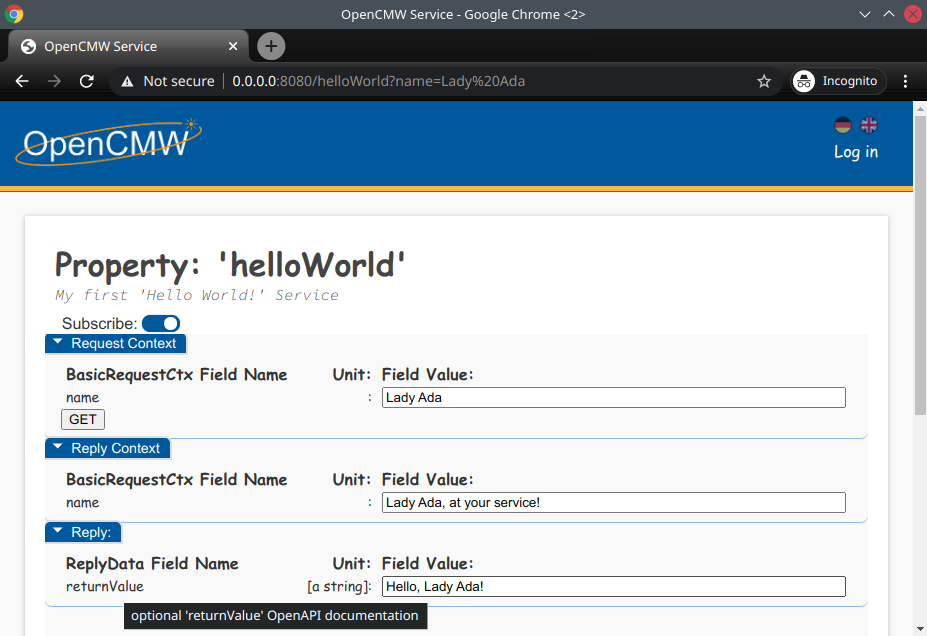 OpenCMW Service - Google Chrome <2>
OpenCMW Service
Not secure 0.0.0.0:8080/helloWorld?name=Lady%20Ada Incognito
OpenCMW
Log in
Property: 'helloWorld'
My first 'Hello World!' Service
Subscribe:
Request Context
BasicRequestCtx Field Name Unit: Field Value:
name : Lady Ada
GET
Reply Context
BasicRequestCtx Field Name Unit: Field Value:
name : Lady Ada, at your service!
Reply:
ReplyData Field Name Unit: Field Value:
returnValue [a string]: Hello, Lady Ada!
optional 'returnValue' OpenAPI documentation